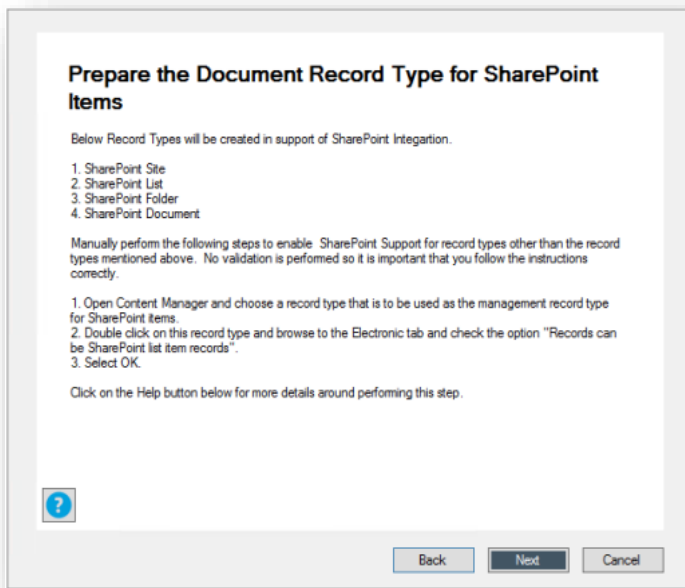 Prepare the Document Record Type for SharePoint
Items
Below Record Types will be created in support of SharePoint Integartion.
1. SharePoint Site
2. SharePoint List
3. SharePoint Folder
4. SharePoint Document
Manually perform the following steps to enable SharePoint Support for record types other than the record
types mentioned above. No validation is performed so it is important that you follow the instructions
correctly.
1. Open Content Manager and choose a record type that is to be used as the management record type
for SharePoint items.
2. Double click on this record type and browse to the Electronic tab and check the option "Records can
be SharePoint list item records".
3. Select OK.
Click on the Help button below for more details around performing this step.
?
Back Next Cancel